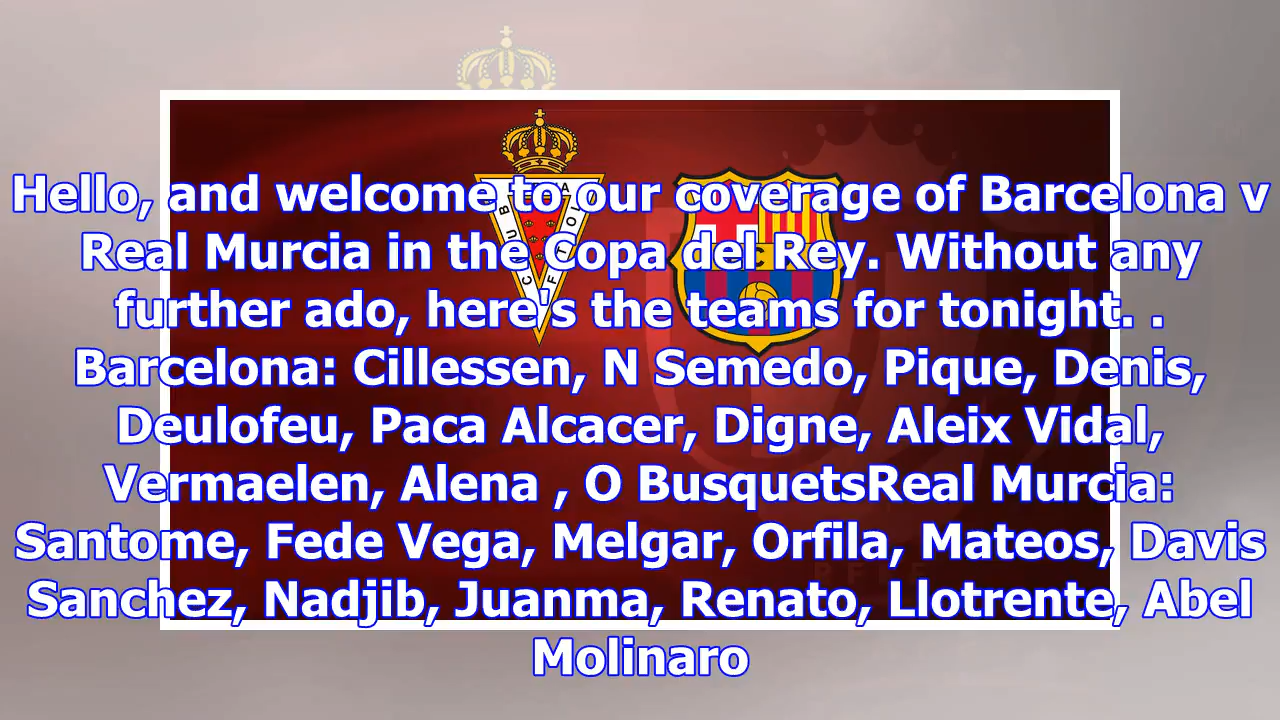 Hello, and welcome to our coverage of Barcelona v
Real Murcia in the Copa del Rey. Without any
further ado, here's the teams for tonight. .
Barcelona: Cillessen, N Semedo, Pique, Denis,
Deulofeu, Paca Alcacer, Digne, Aleix Vidal,
Vermaelen, Alena , O BusquetsReal Murcia:
Santome, Fede Vega, Melgar, Orfila, Mateos, Davis
Sanchez, Nadjib, Juanma, Renato, Llotrente, Abel
Molinaro